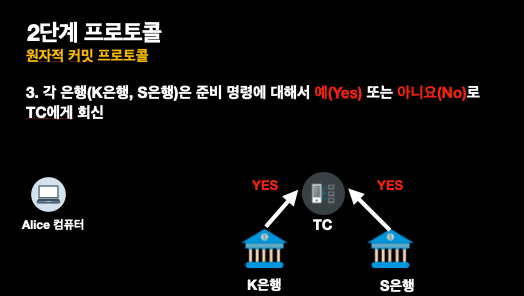 2단계 프로토콜
원자적 커밋 프로토콜
3. 각 은행(K은행, S은행)은 준비 명령에 대해서 예(Yes) 또는 아니요(No)로
TC에게 회신
YES
YES
TC
Alice 컴퓨터
K은행
S은행